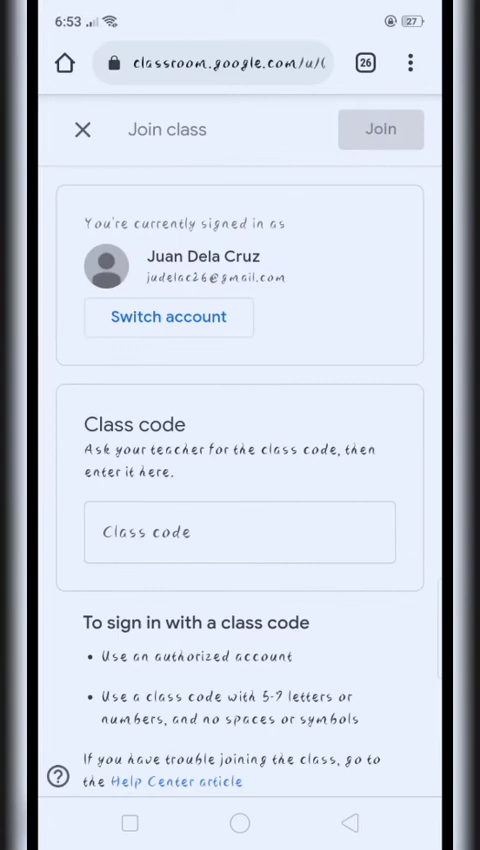 6:53
27
classroom.google.com/u/(
26
Join class
Join
You're currently signed in as
Juan Dela Cruz
judelac26@gmail.com
Switch account
Class code
Ask your teacher for the class code, then
enter it here.
Class code
To sign in with a class code
• Use an authorized account
• Use a class code with 5-7 letters or
numbers, and no spaces or symbols
If you have trouble joining the class, go to
the Help Center article